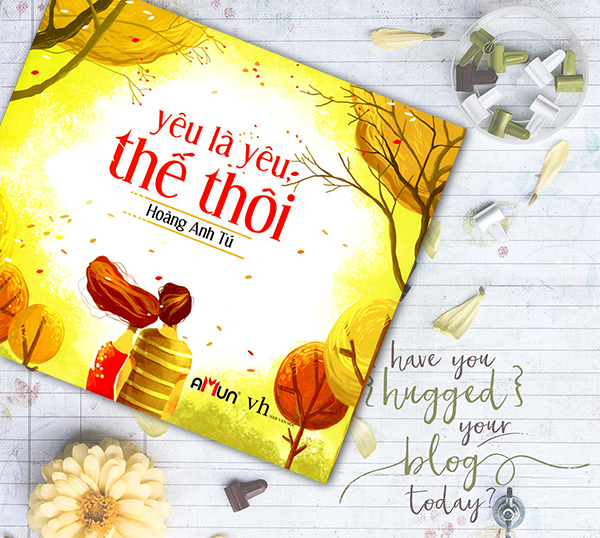 yêu là yêu,
thế thôi
Hoàng Anh Tú
AMUN
vh
have you
{hugged}
your
blog
today?